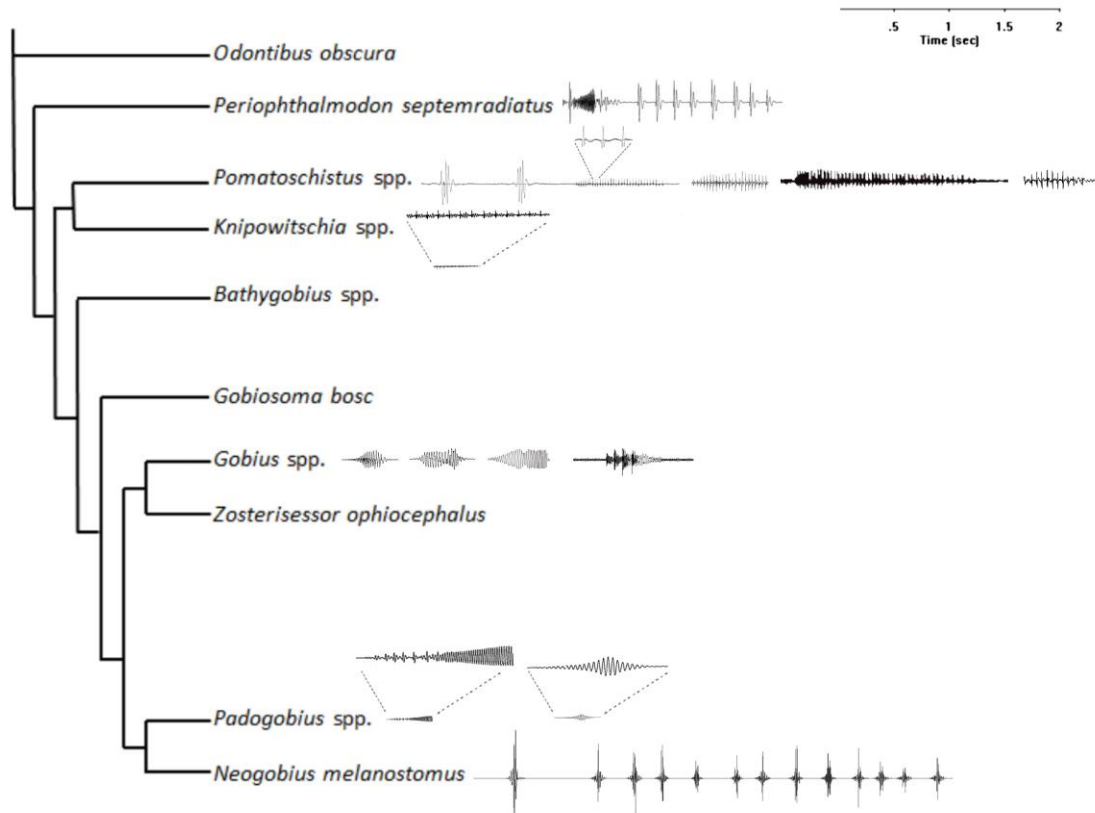 .5 1 1.5 2
Time (sec)
Odontibus obscura
Periophthalmodon septemradiatus
Pomatoschistus spp.
Knipowitschia spp.
Bathygobius spp.
Gobiosoma bosc
Gobius spp.
Zosterisessor ophiocephalus
Padogobius spp.
Neogobius melanostomus